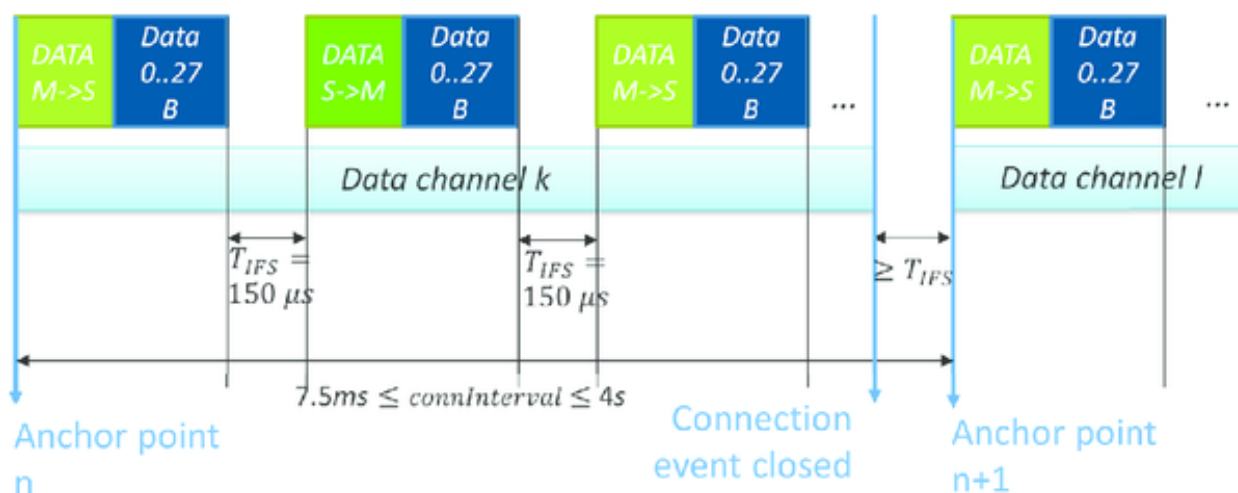 DATA
M->S
Data
0..27
B
DATA
S->M
Data
0..27
B
DATA
M->S
Data
0..27
B
...
DATA
M->S
Data
0..27
B
...
Data channel k
Data channel l
T_IFS =
150 μs
T_IFS =
150 μs
≥ T_IFS
7.5ms ≤ connInterval ≤ 4s
Anchor point
n
Connection
event closed
Anchor point
n+1